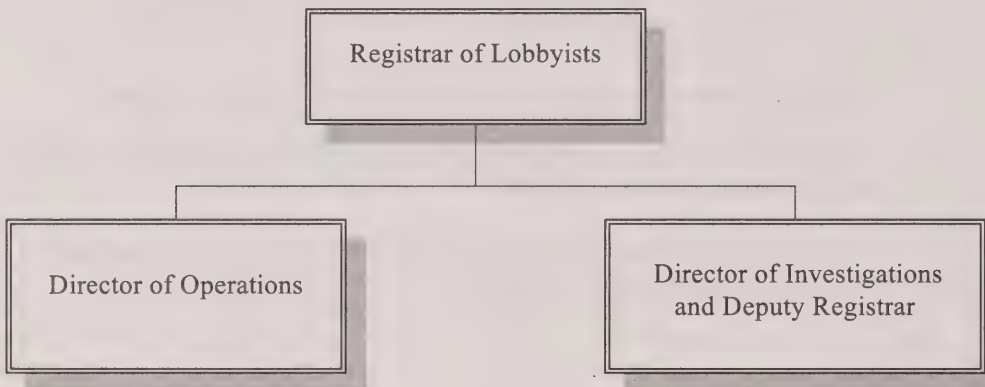 Registrar of Lobbyists
Director of Operations
Director of Investigations
and Deputy Registrar